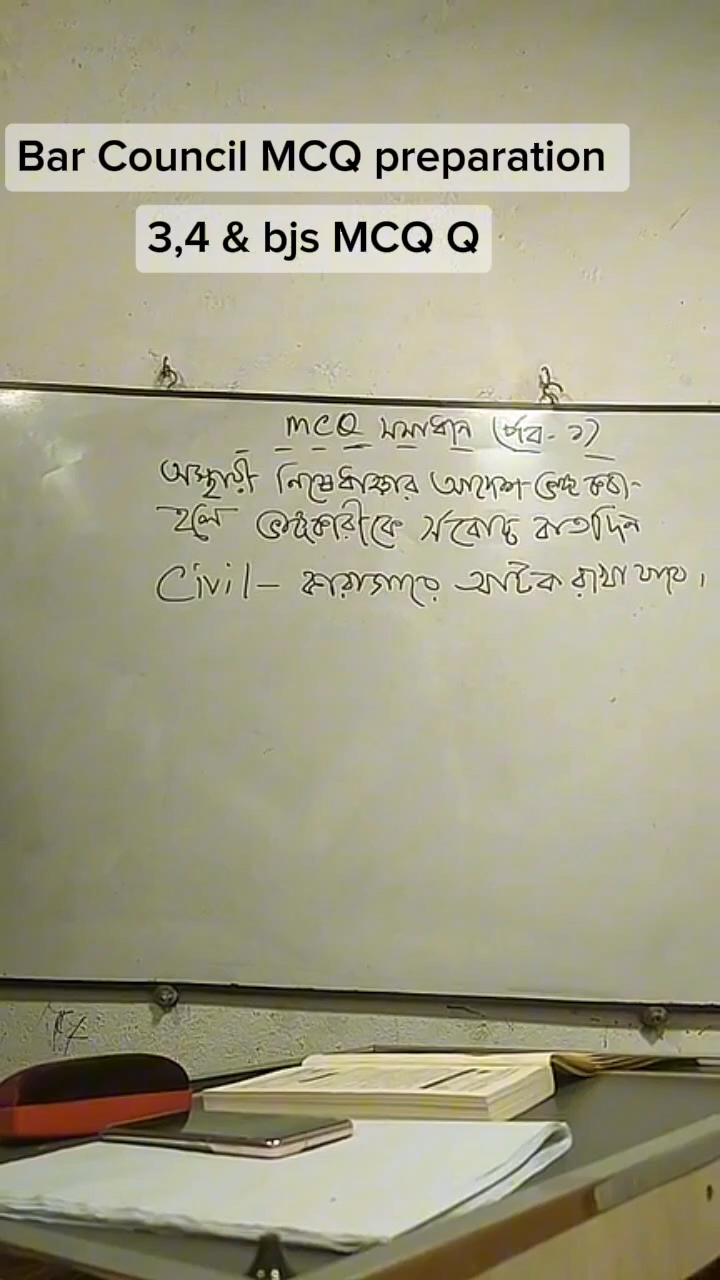 Bar Council MCQ preparation
3,4 & bjs MCQ Q
MCQ সমাধান (পর্ব-১)
অস্থায়ী নিষেধাজ্ঞার আদেশ ভঙ্গ করা-
হলে ভঙ্গকারীকে সর্বোচ্চ কতদিন
Civil- কারাগারে আটক রাখা যাবে।